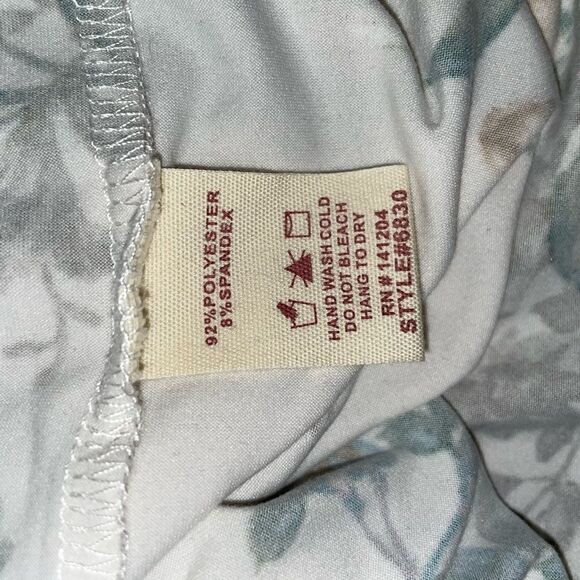 92%POLYESTER
8%SPANDEX
HAND WASH COLD
DO NOT BLEACH
HANG TO DRY
RN # 141204
STYLE#6830